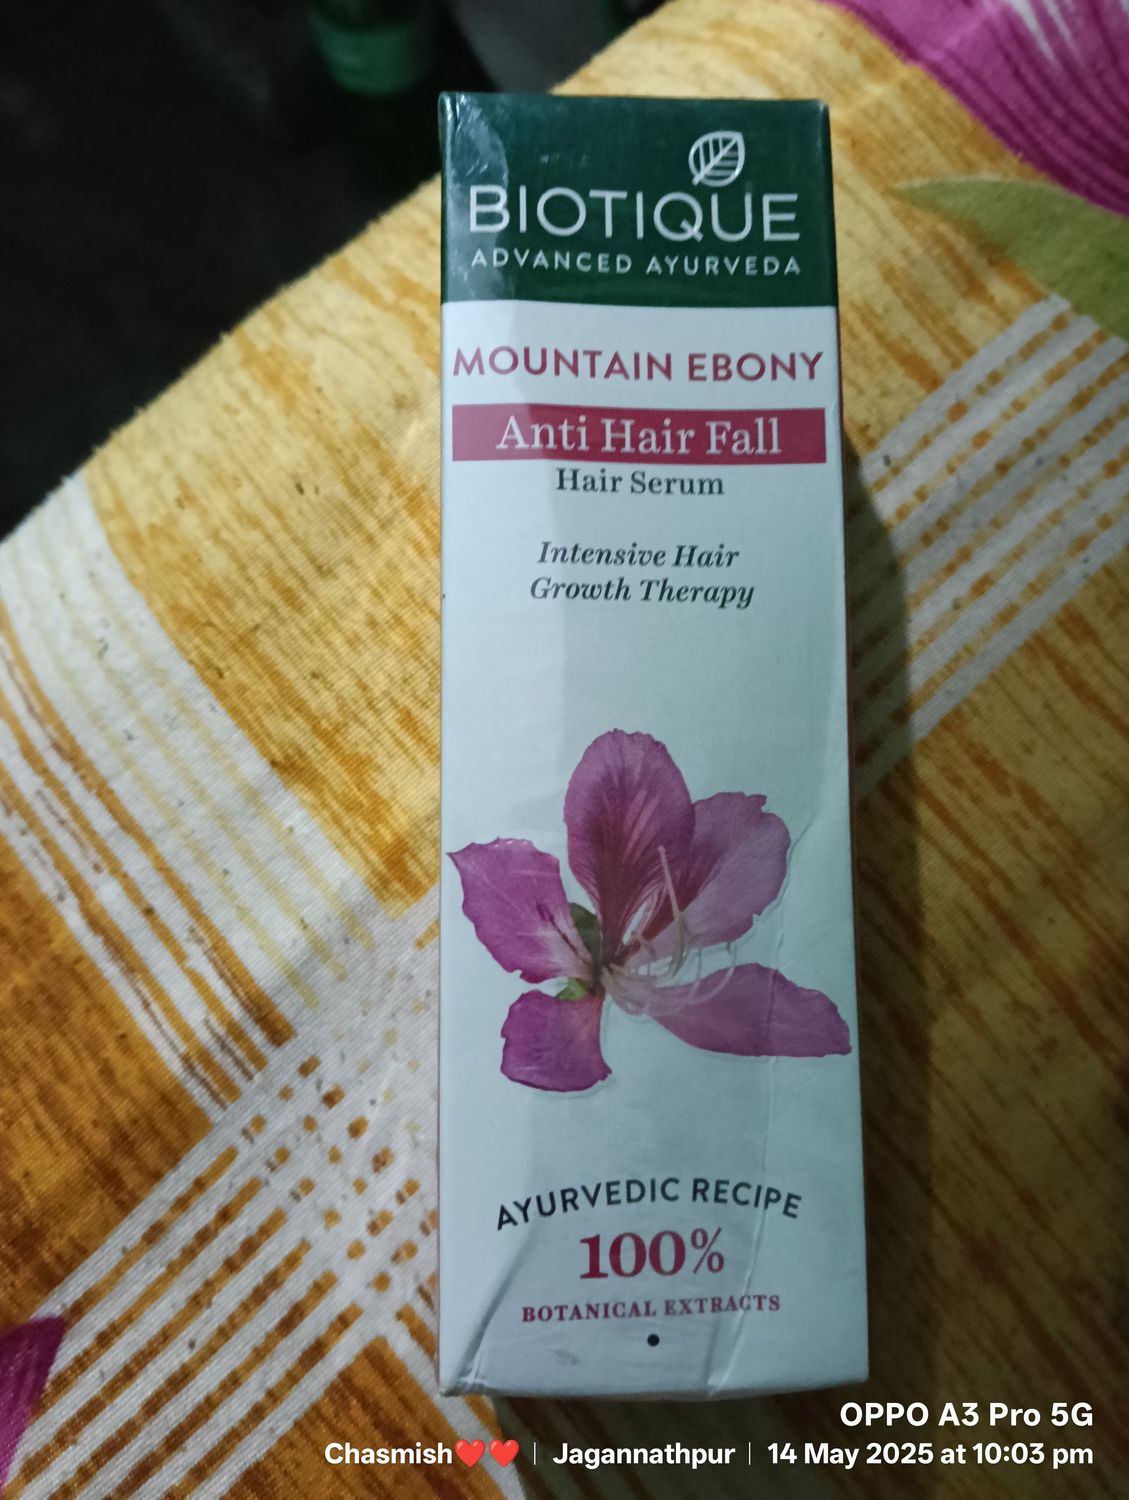 BIOTIQUE
ADVANCED AYURVEDA
MOUNTAIN EBONY
Anti Hair Fall
Hair Serum
Intensive Hair
Growth Therapy
AYURVEDIC RECIPE
100%
BOTANICAL EXTRACTS
OPPO A3 Pro 5G
Chasmish❤️❤️ | Jagannathpur | 14 May 2025 at 10:03 pm